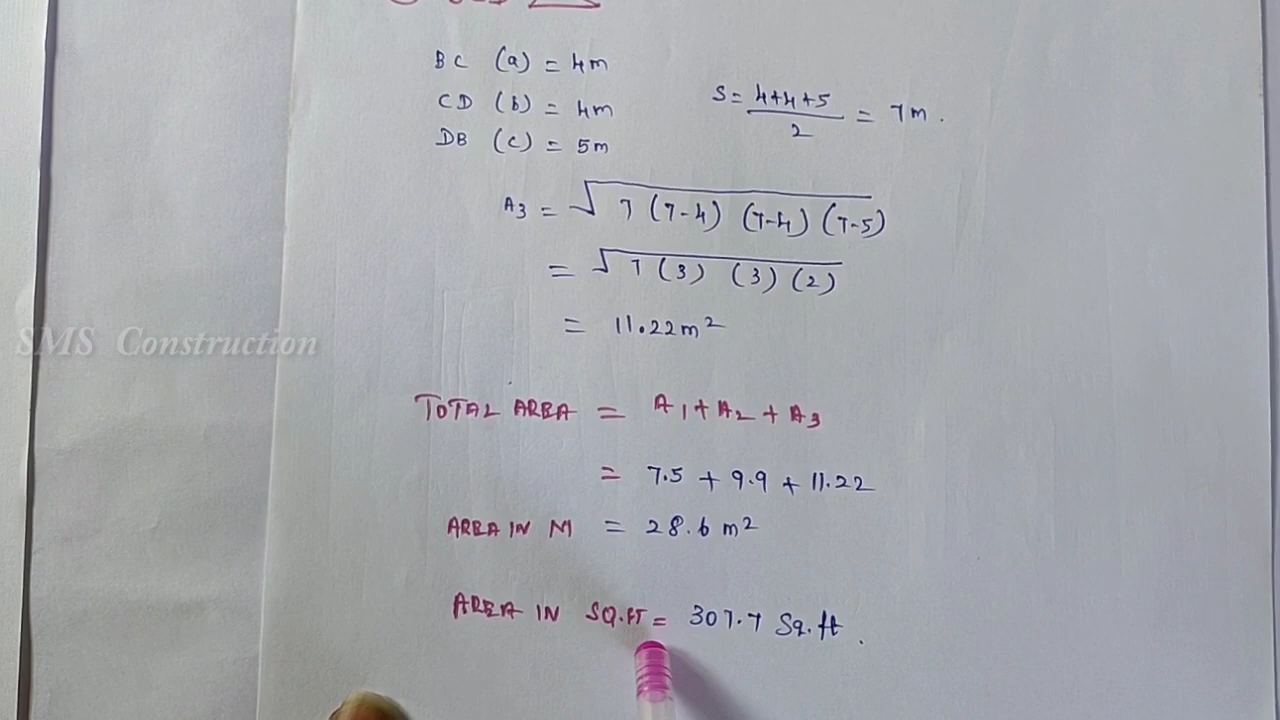 BC (a) = 4m
CD (b) = 4m
DB (c) = 5m
S = 4+4+5 / 2 = 7m.
A3 = √7(7-4) (7-4) (7-5)
= √7(3) (3) (2)
= 11.22m²
SMS Construction
TOTAL AREA = A1 + A2 + A3
= 7.5 + 9.9 + 11.22
AREA IN M = 28.6 m²
AREA IN SQ.FT = 307.7 Sq.ft.